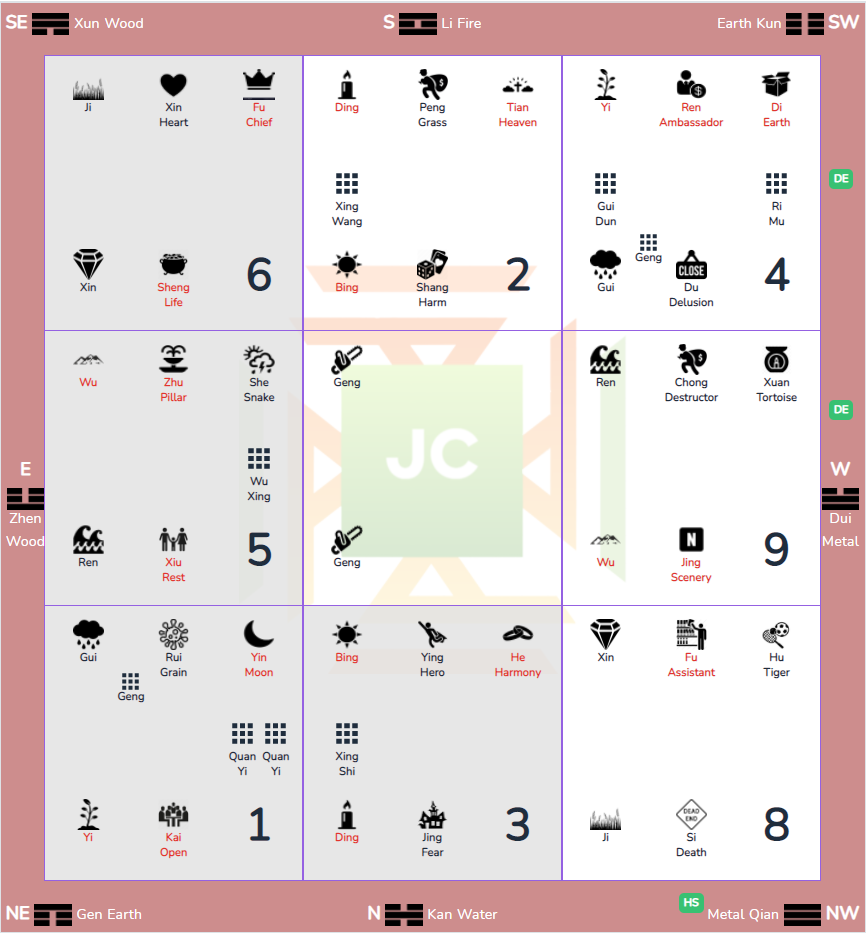 SE Xun Wood S Li Fire Earth Kun SW
Ji Xin Heart Fu Chief
Xin Sheng Life 6
Ding Peng Grass Tian Heaven
Xing Wang
Bing Shang Harm 2
Yi Ren Ambassador Di Earth
Gui Dun Ri Mu
Geng
Gui CLOSE Du Delusion 4
DE
E
Zhen
Wood
Wu Zhu Pillar She Snake
Wu Xing
Ren Xiu Rest 5
Geng
JC
Geng
Ren Chong Destructor A Xuan Tortoise
Wu N Jing Scenery 9
DE
W
Dui
Metal
Gui Rui Grain Yin Moon
Geng
Quan Yi Quan Yi
Yi Kai Open 1
Bing Ying Hero He Harmony
Xing Shi
Ding Jing Fear 3
Xin Fu Assistant Hu Tiger
Ji DEAD END Si Death 8
NE Gen Earth N Kan Water HS Metal Qian NW